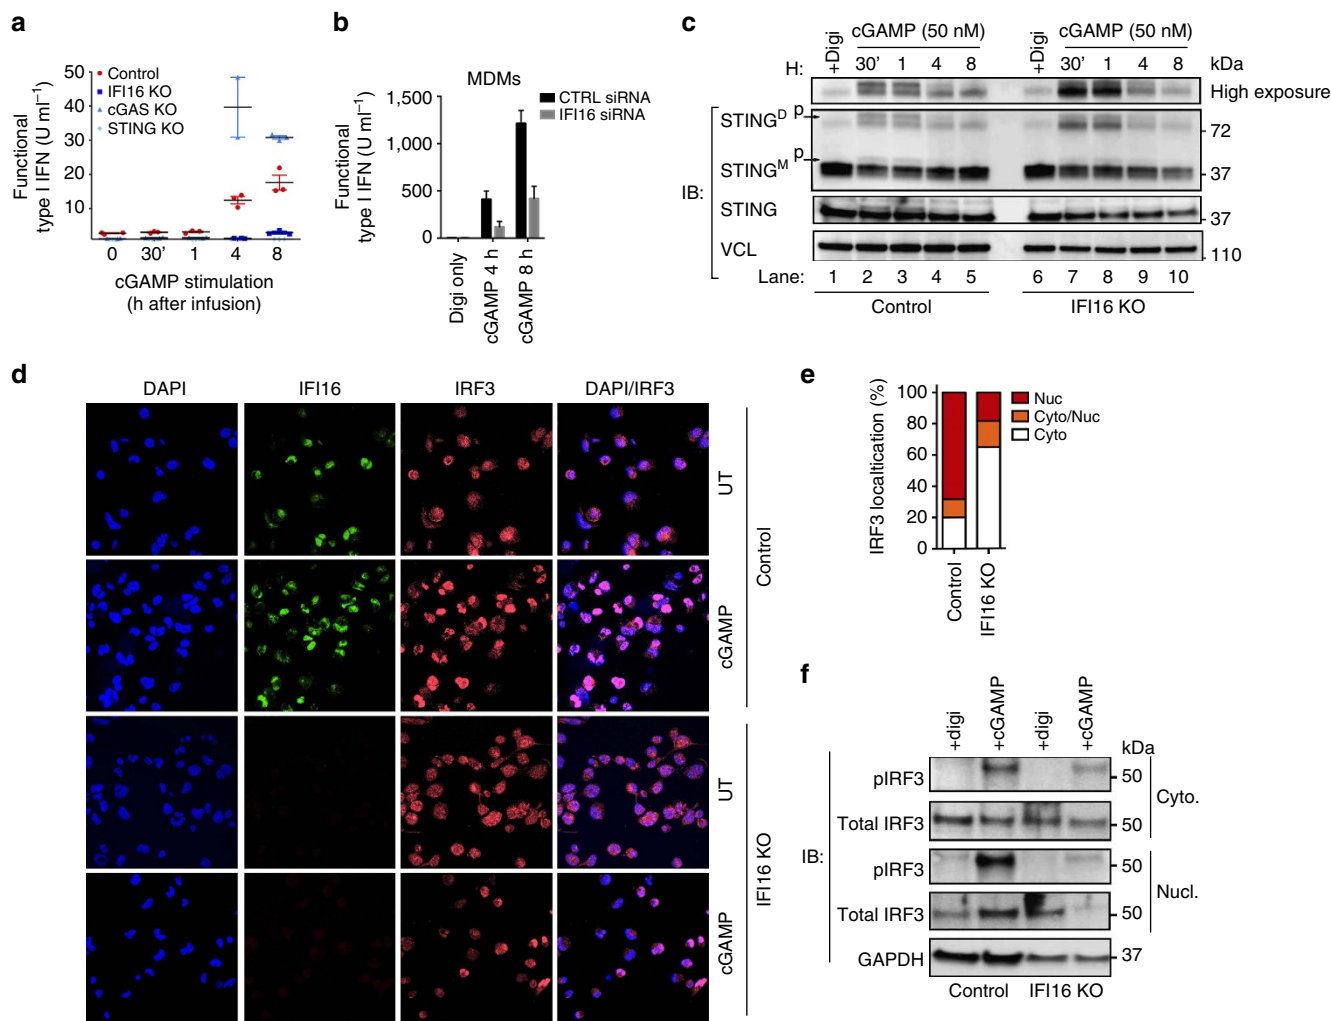 a
Functional
type I IFN (U ml⁻¹)
50
40
30
20
10
Control
IFI16 KO
cGAS KO
STING KO
0 30' 1 4 8
cGAMP stimulation
(h after infusion)
b
MDMs
Functional
type I IFN (U ml⁻¹)
1,500
1,000
500
0
CTRL siRNA
IFI16 siRNA
Digi only
cGAMP 4 h
cGAMP 8 h
c
+Digi
cGAMP (50 nM)
+Digi
cGAMP (50 nM)
H: 30' 1 4 8 30' 1 4 8 kDa
High exposure
IB:
STINGᴰ p
72
p
STINGᴹ
37
STING
37
VCL
110
Lane: 1 2 3 4 5 6 7 8 9 10
Control IFI16 KO
d
DAPI IFI16 IRF3 DAPI/IRF3
UT
cGAMP
Control
UT
cGAMP
IFI16 KO
e
IRF3 localtication (%)
100
80
60
40
20
0
Nuc
Cyto/Nuc
Cyto
Control
IFI16 KO
f
+digi +cGAMP +digi +cGAMP
kDa
IB:
pIRF3 50
Total IRF3 50
Cyto.
pIRF3 50
Total IRF3 50
Nucl.
GAPDH 37
Control IFI16 KO